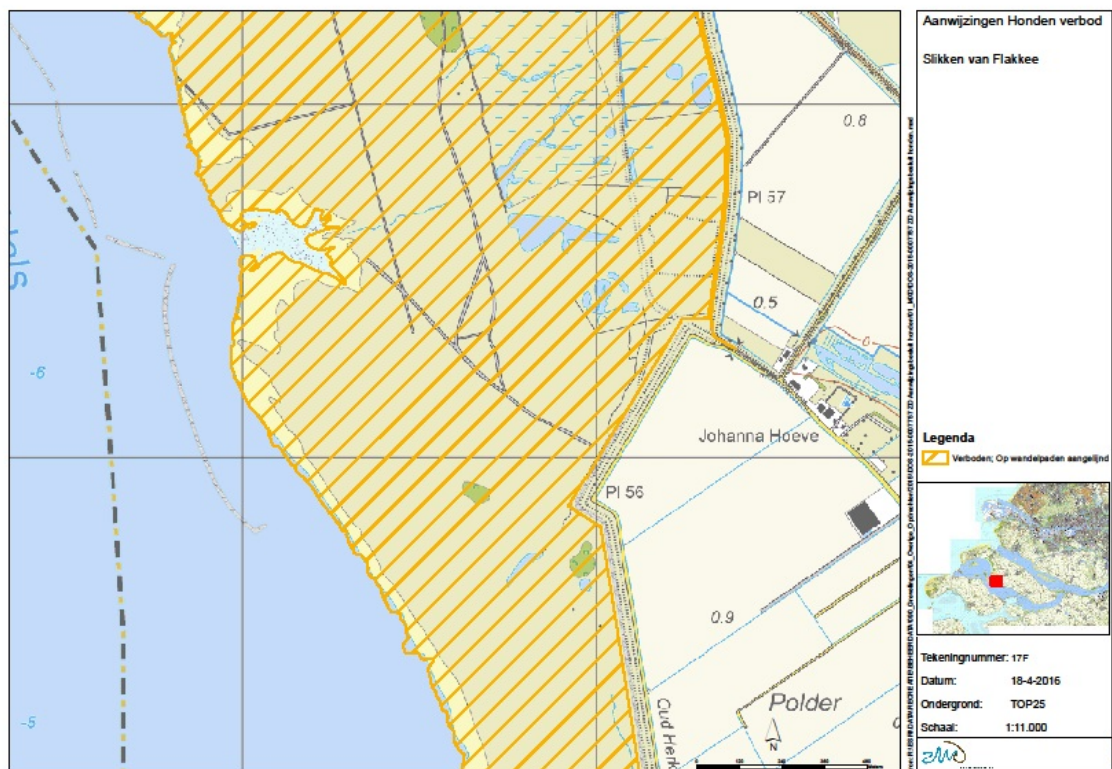 Aanwijzingen Honden verbod
Slikken van Flakkee
0.8
Pl 57
0.5
0
-6
Johanna Hoeve
Pl 56
0.9
-5
Polder
N
Oud Herk
Legenda
Verboden; Op wandelpaden aangelijnd
Tekeningnummer: 17F
Datum: 18-4-2016
Ondergrond: TOP25
Schaal: 1:11.000